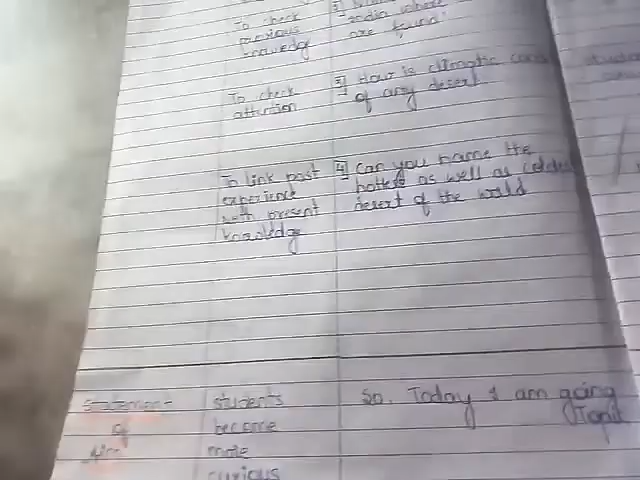 To check
previous
knowledge
India where
are found
To check
attention
3) How is climatic
of any desert
To link past
experience
with present
knowledge
4) Can you name the
hottest as well as coldest
desert of the world
Statement
of
Aim
students
become
more
curious
So, Today I am going
Topic